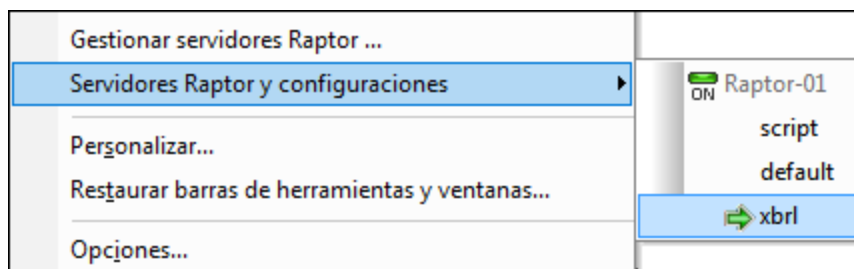 Gestionar servidores Raptor ...
Servidores Raptor y configuraciones
Personalizar...
Restaurar barras de herramientas y ventanas...
Opciones...
ON Raptor-01
script
default
xbrl